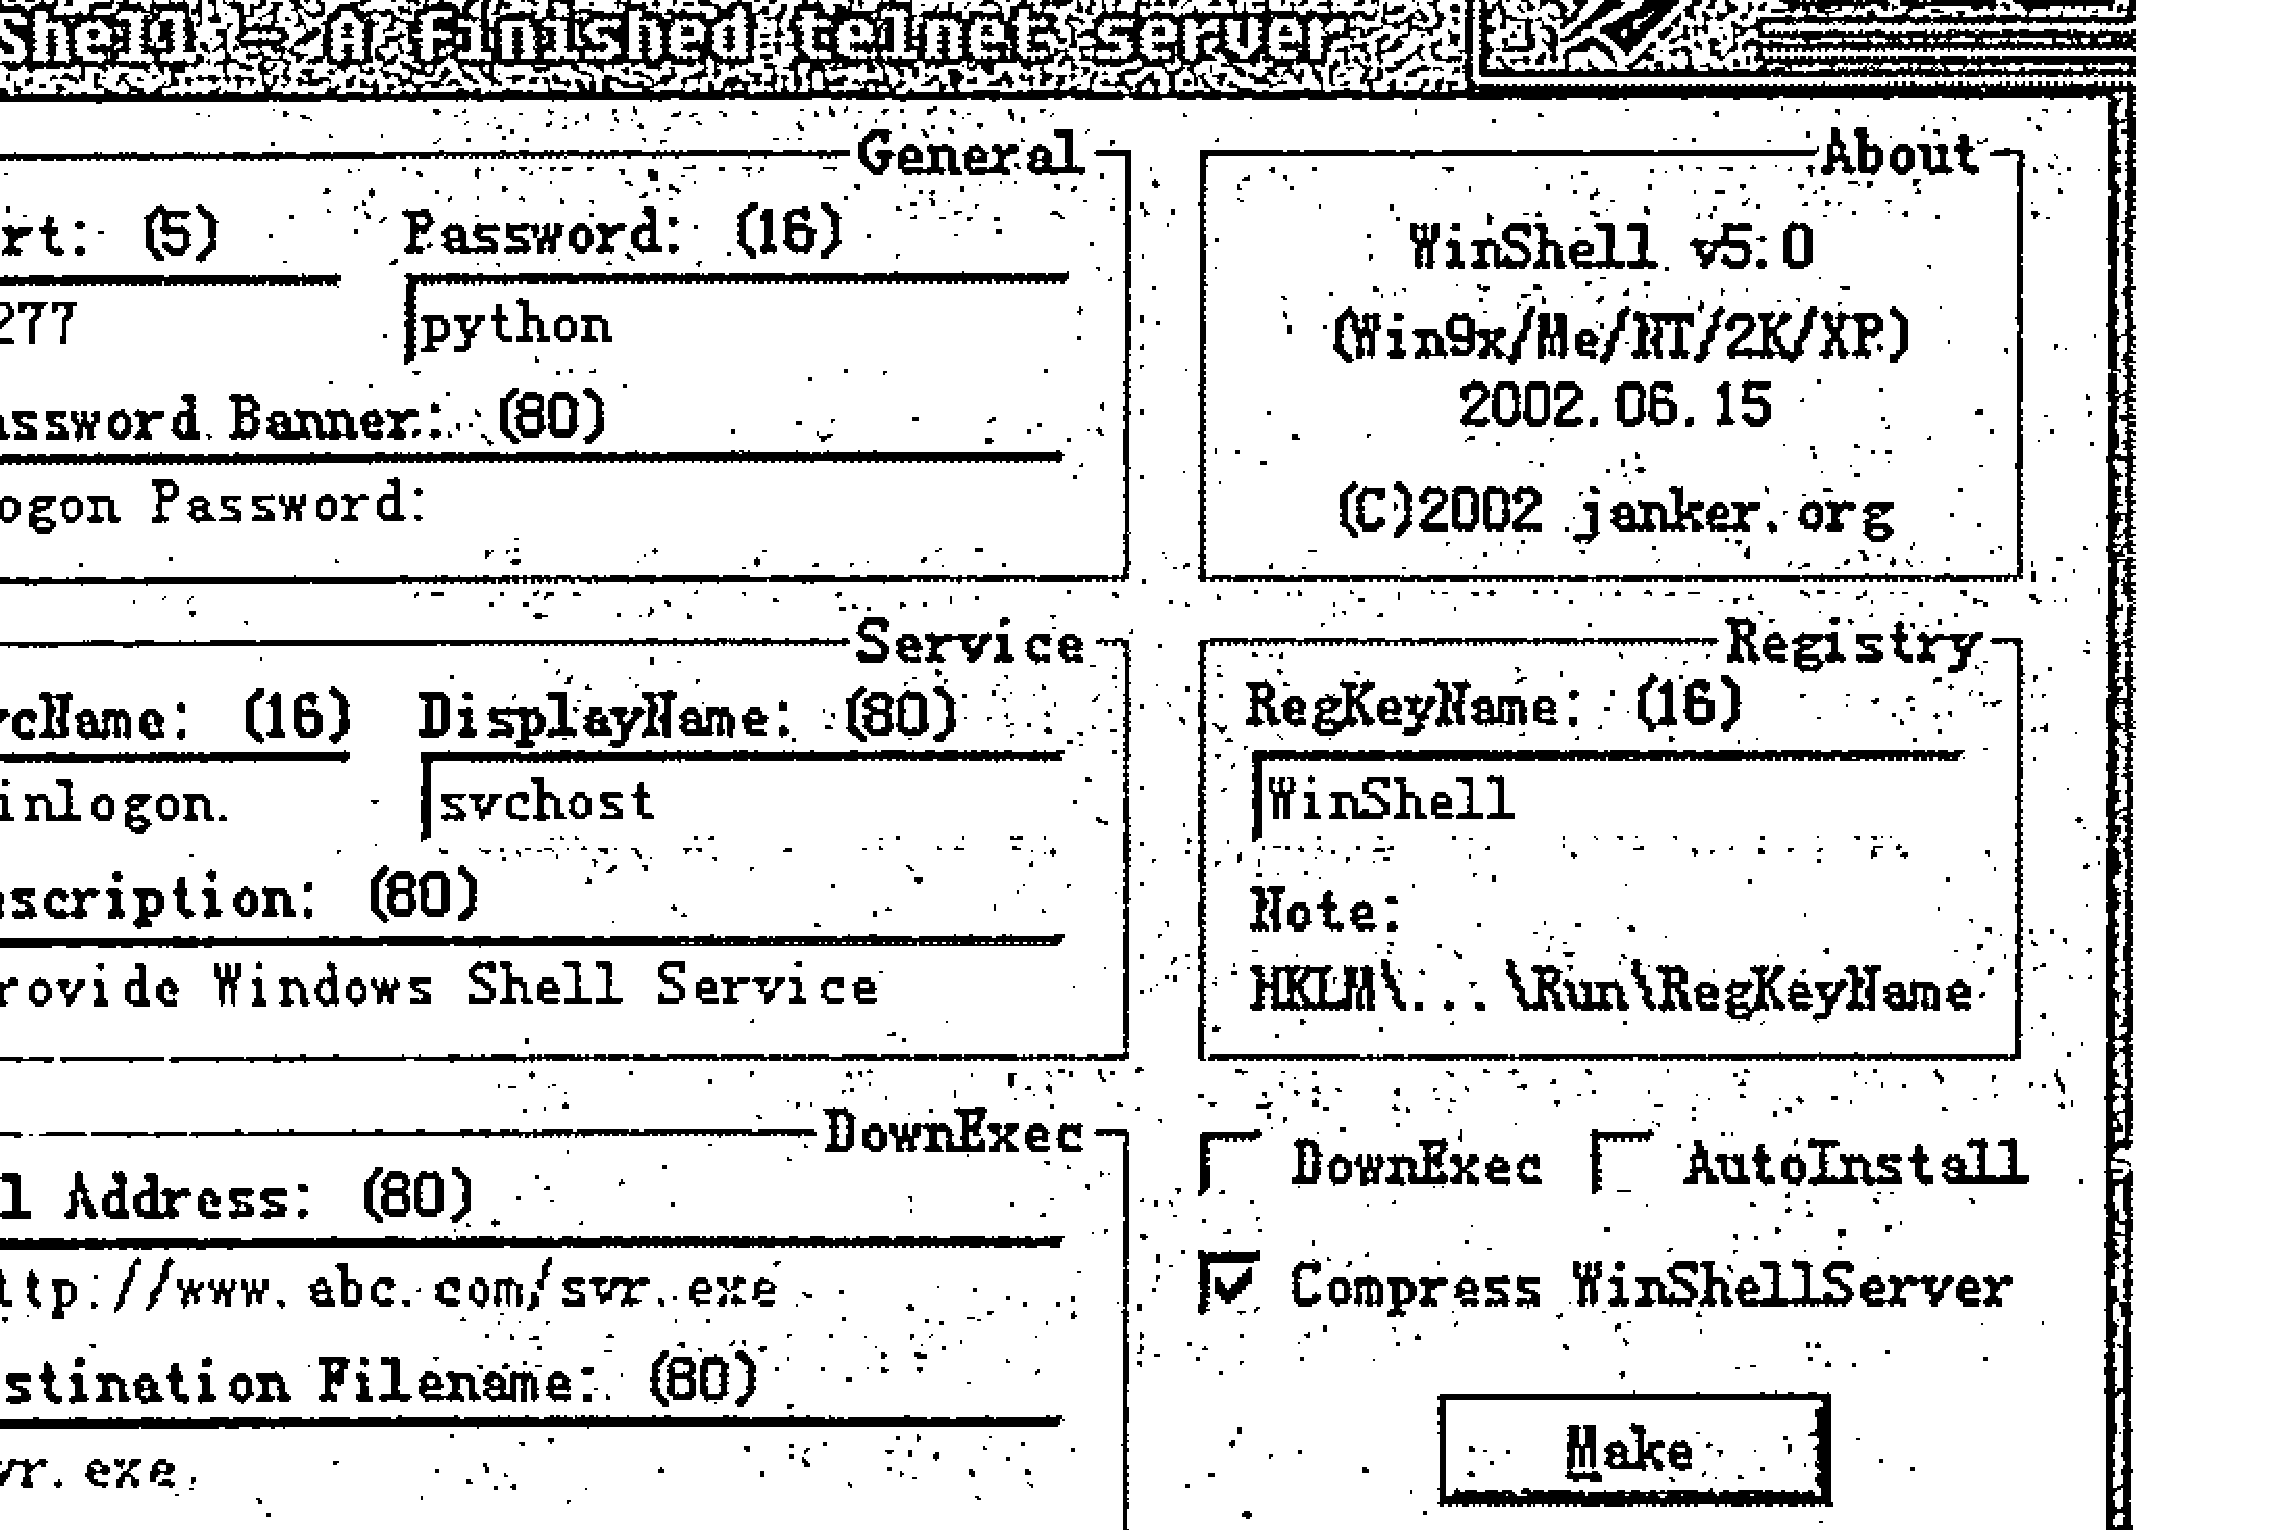 Shell - A finished telnet server
General
rt: (5) Password: (16)
277 python
assword Banner: (80)
ogon Password:
About
WinShell v5.0
(Win9x/Me/NT/2K/XP)
2002.06.15
(C)2002 janker.org
Service
vcName: (16) DisplayName: (80)
inlogon. svchost
escription: (80)
rovide Windows Shell Service
Registry
RegKeyName: (16)
WinShell
Note:
HKLM\...\Run\RegKeyName
DownExec
l Address: (80)
ttp://www.abc.com/svr.exe
stination Filename: (80)
vr.exe
DownExec AutoInstall
Compress WinShellServer
Make